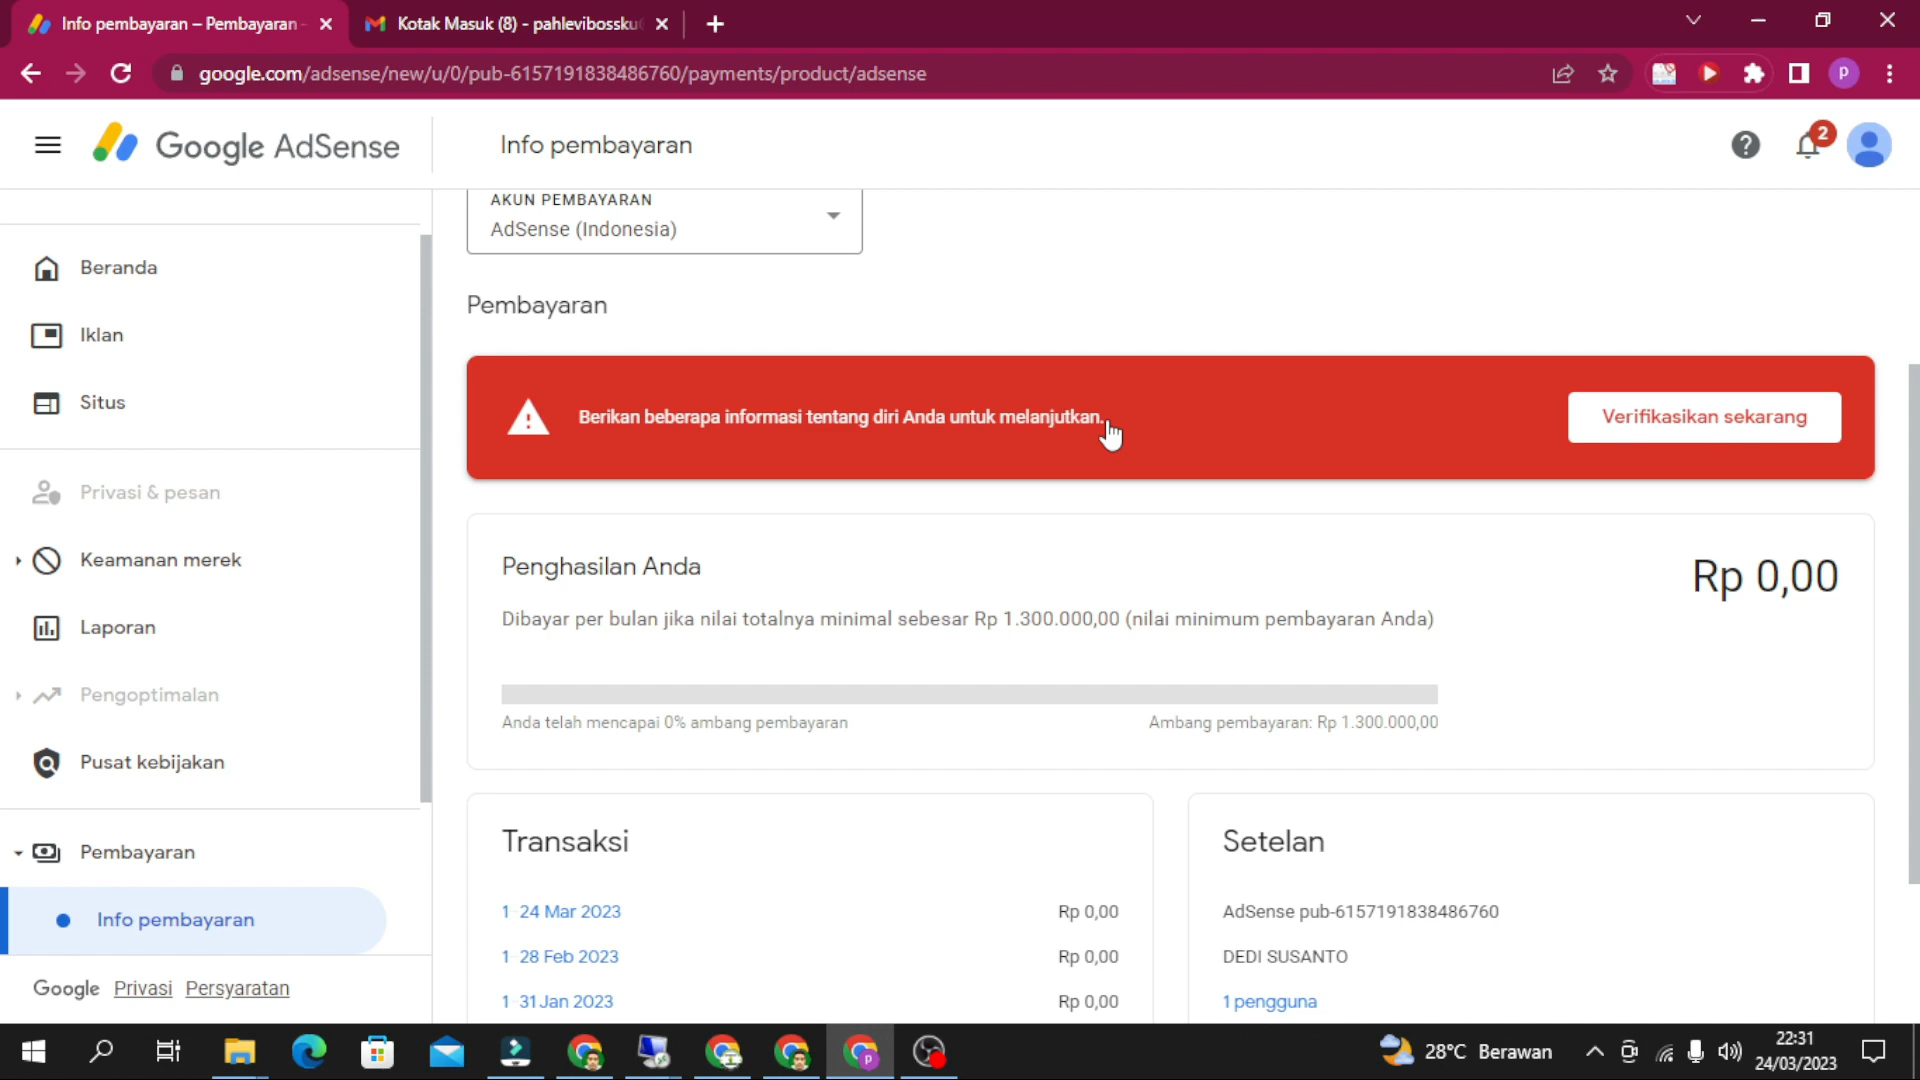 Info pembayaran – Pembayaran -
Kotak Masuk (8) - pahlevibossku
google.com/adsense/new/u/0/pub-6157191838486760/payments/product/adsense
P
Google AdSense
Info pembayaran
2
AKUN PEMBAYARAN
AdSense (Indonesia)
Beranda
Iklan
Situs
Privasi & pesan
Keamanan merek
Laporan
Pengoptimalan
Pusat kebijakan
Pembayaran
Info pembayaran
Google Privasi Persyaratan
Pembayaran
Berikan beberapa informasi tentang diri Anda untuk melanjutkan.
Verifikasikan sekarang
Penghasilan Anda
Rp 0,00
Dibayar per bulan jika nilai totalnya minimal sebesar Rp 1.300.000,00 (nilai minimum pembayaran Anda)
Anda telah mencapai 0% ambang pembayaran
Ambang pembayaran: Rp 1.300.000,00
Transaksi
1–24 Mar 2023 Rp 0,00
1–28 Feb 2023 Rp 0,00
1–31 Jan 2023 Rp 0,00
Setelan
AdSense pub-6157191838486760
DEDI SUSANTO
1 pengguna
28°C Berawan
22:31
24/03/2023